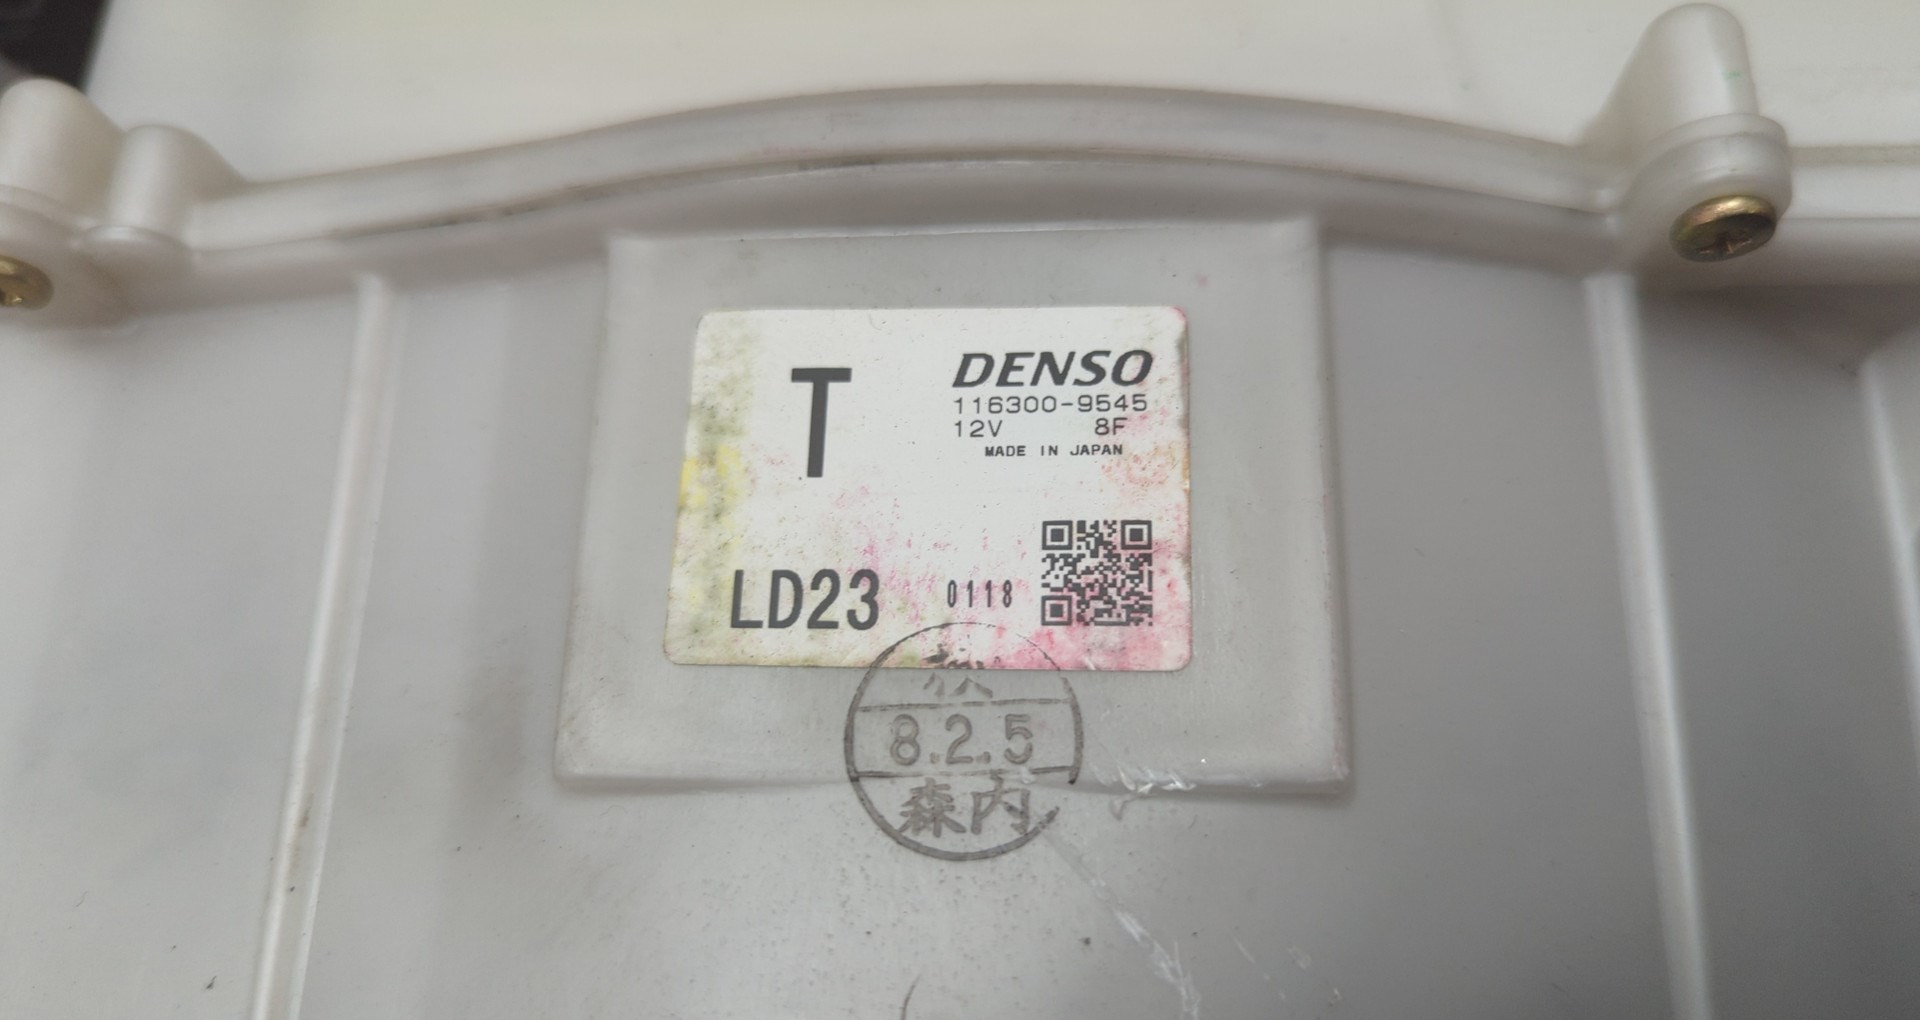 T
DENSO
116300-9545
12V 8F
MADE IN JAPAN
LD23 0118
8.2.5
森内